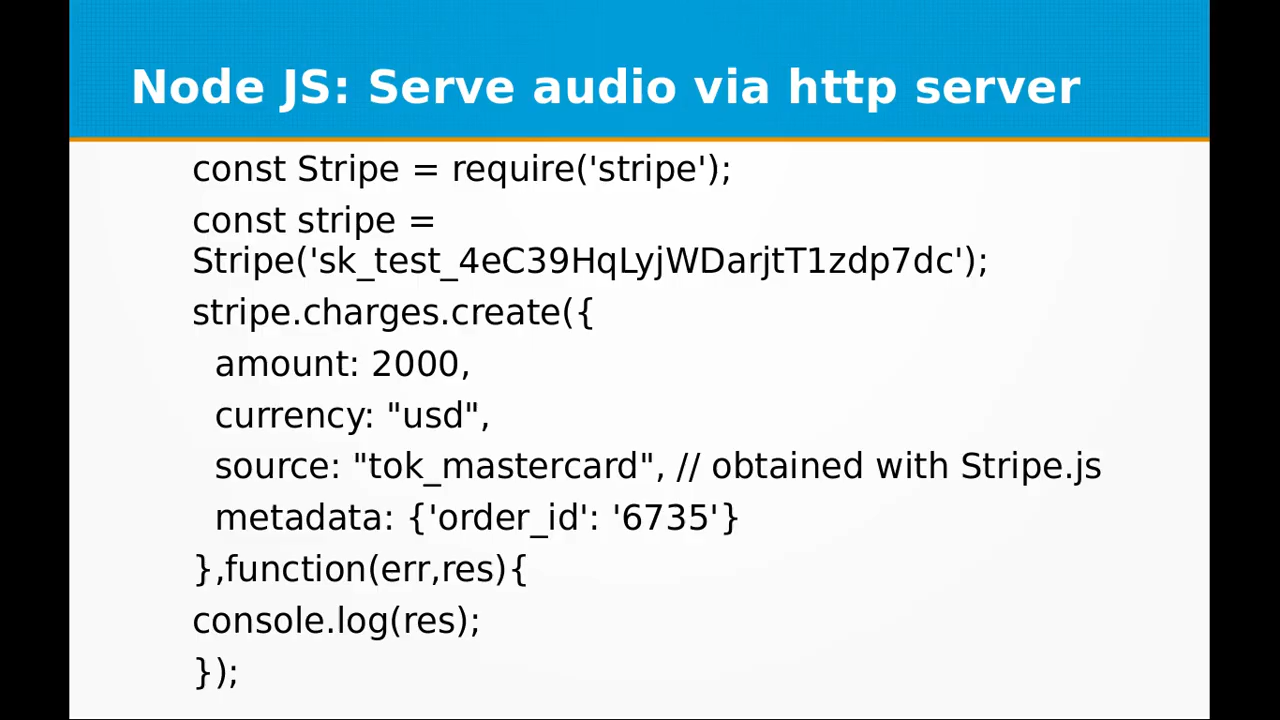 Node JS: Serve audio via http server
const Stripe = require('stripe');
const stripe =
Stripe('sk_test_4eC39HqLyjWDarjtT1zdp7dc');
stripe.charges.create({
amount: 2000,
currency: "usd",
source: "tok_mastercard", // obtained with Stripe.js
metadata: {'order_id': '6735'}
},function(err,res){
console.log(res);
});